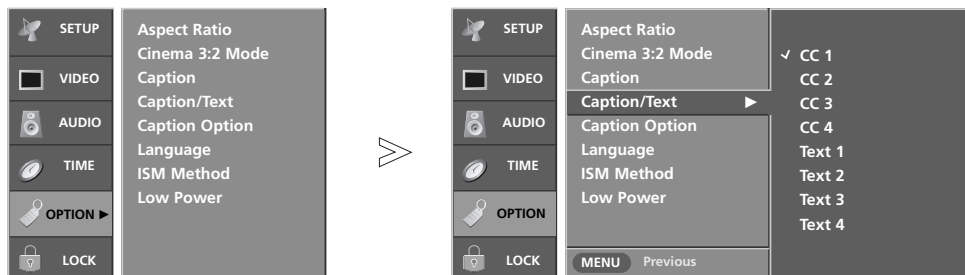 SETUP
VIDEO
AUDIO
TIME
OPTION ►
LOCK
Aspect Ratio
Cinema 3:2 Mode
Caption
Caption/Text
Caption Option
Language
ISM Method
Low Power
SETUP
VIDEO
AUDIO
TIME
OPTION
LOCK
Aspect Ratio
Cinema 3:2 Mode
Caption
Caption/Text ►
Caption Option
Language
ISM Method
Low Power
MENU Previous
✓ CC 1
CC 2
CC 3
CC 4
Text 1
Text 2
Text 3
Text 4